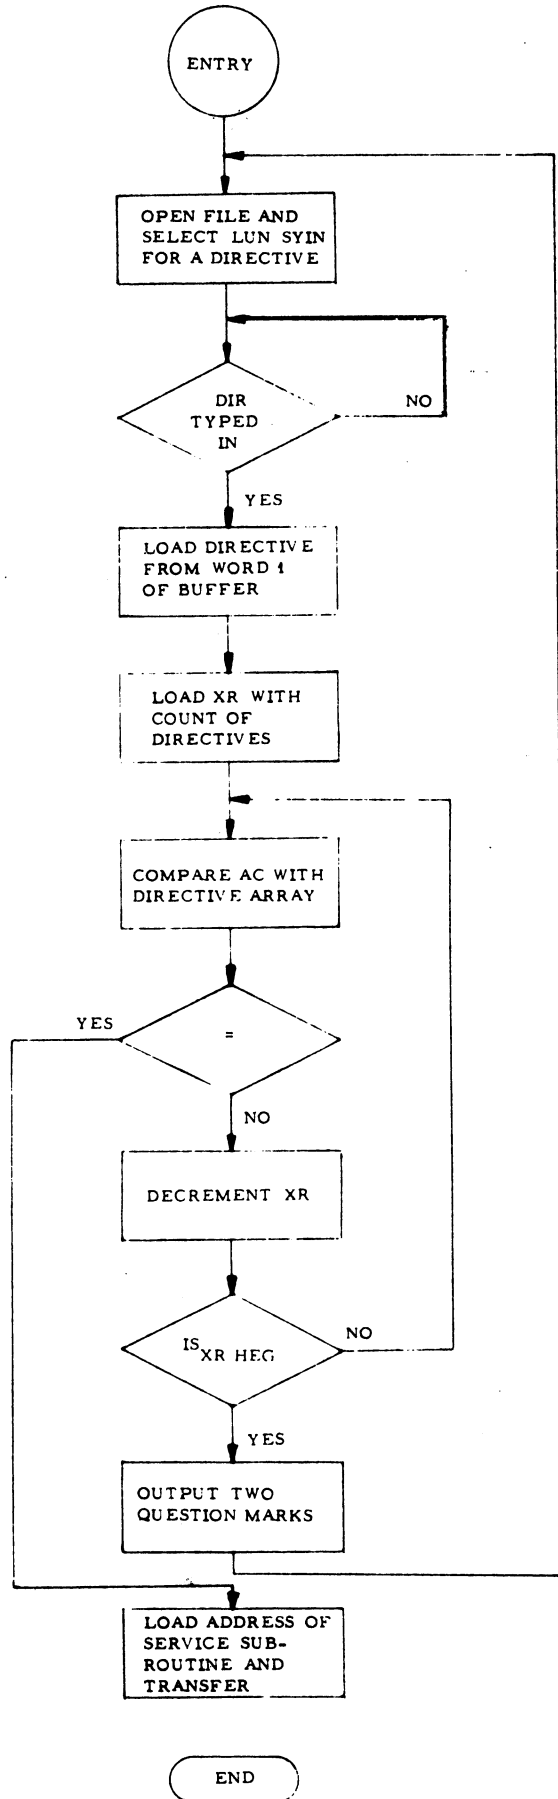 ENTRY
OPEN FILE AND
SELECT LUN SYIN
FOR A DIRECTIVE
DIR
TYPED
IN
NO
YES
LOAD DIRECTIVE
FROM WORD 1
OF BUFFER
LOAD XR WITH
COUNT OF
DIRECTIVES
COMPARE AC WITH
DIRECTIVE ARRAY
YES
=
NO
DECREMENT XR
IS
XR HEG
NO
YES
OUTPUT TWO
QUESTION MARKS
LOAD ADDRESS OF
SERVICE SUB-
ROUTINE AND
TRANSFER
END